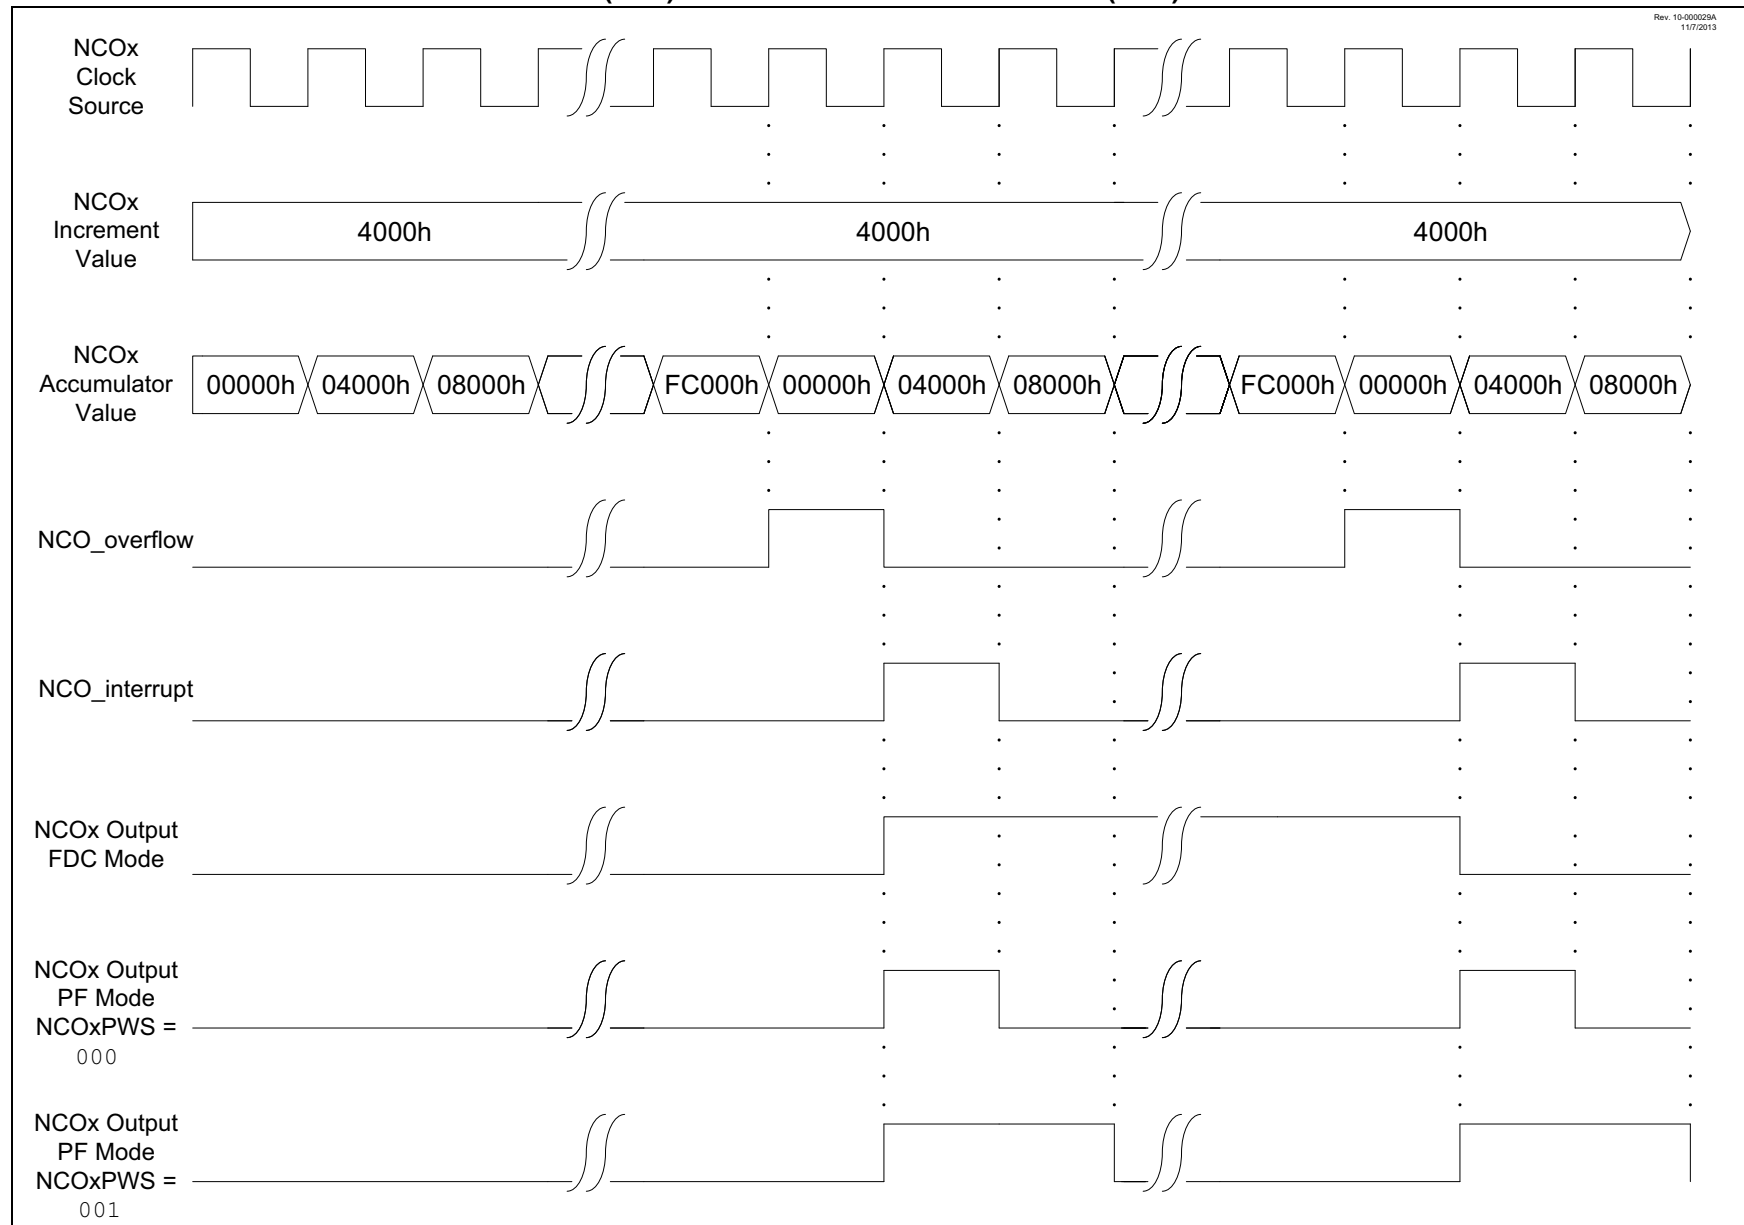 Rev. 10-000029A
11/7/2013
NCOx
Clock
Source
NCOx
Increment
Value
4000h
4000h
4000h
NCOx
Accumulator
Value
00000h
04000h
08000h
FC000h
00000h
04000h
08000h
FC000h
00000h
04000h
08000h
NCO_overflow
NCO_interrupt
NCOx Output
FDC Mode
NCOx Output
PF Mode
NCOxPWS =
000
NCOx Output
PF Mode
NCOxPWS =
001